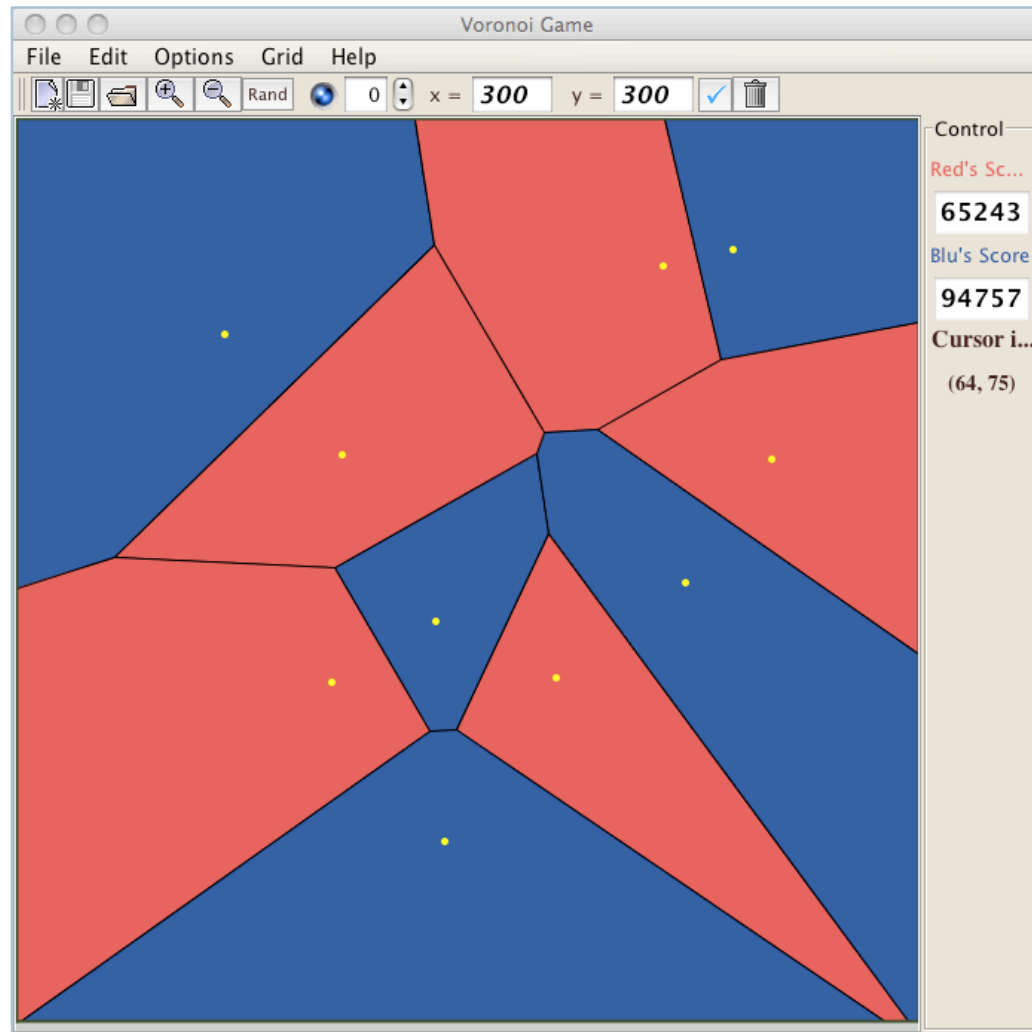 Voronoi Game
File Edit Options Grid Help
Rand 0 x = 300 y = 300
Control
Red's Sc...
65243
Blu's Score
94757
Cursor i...
(64, 75)